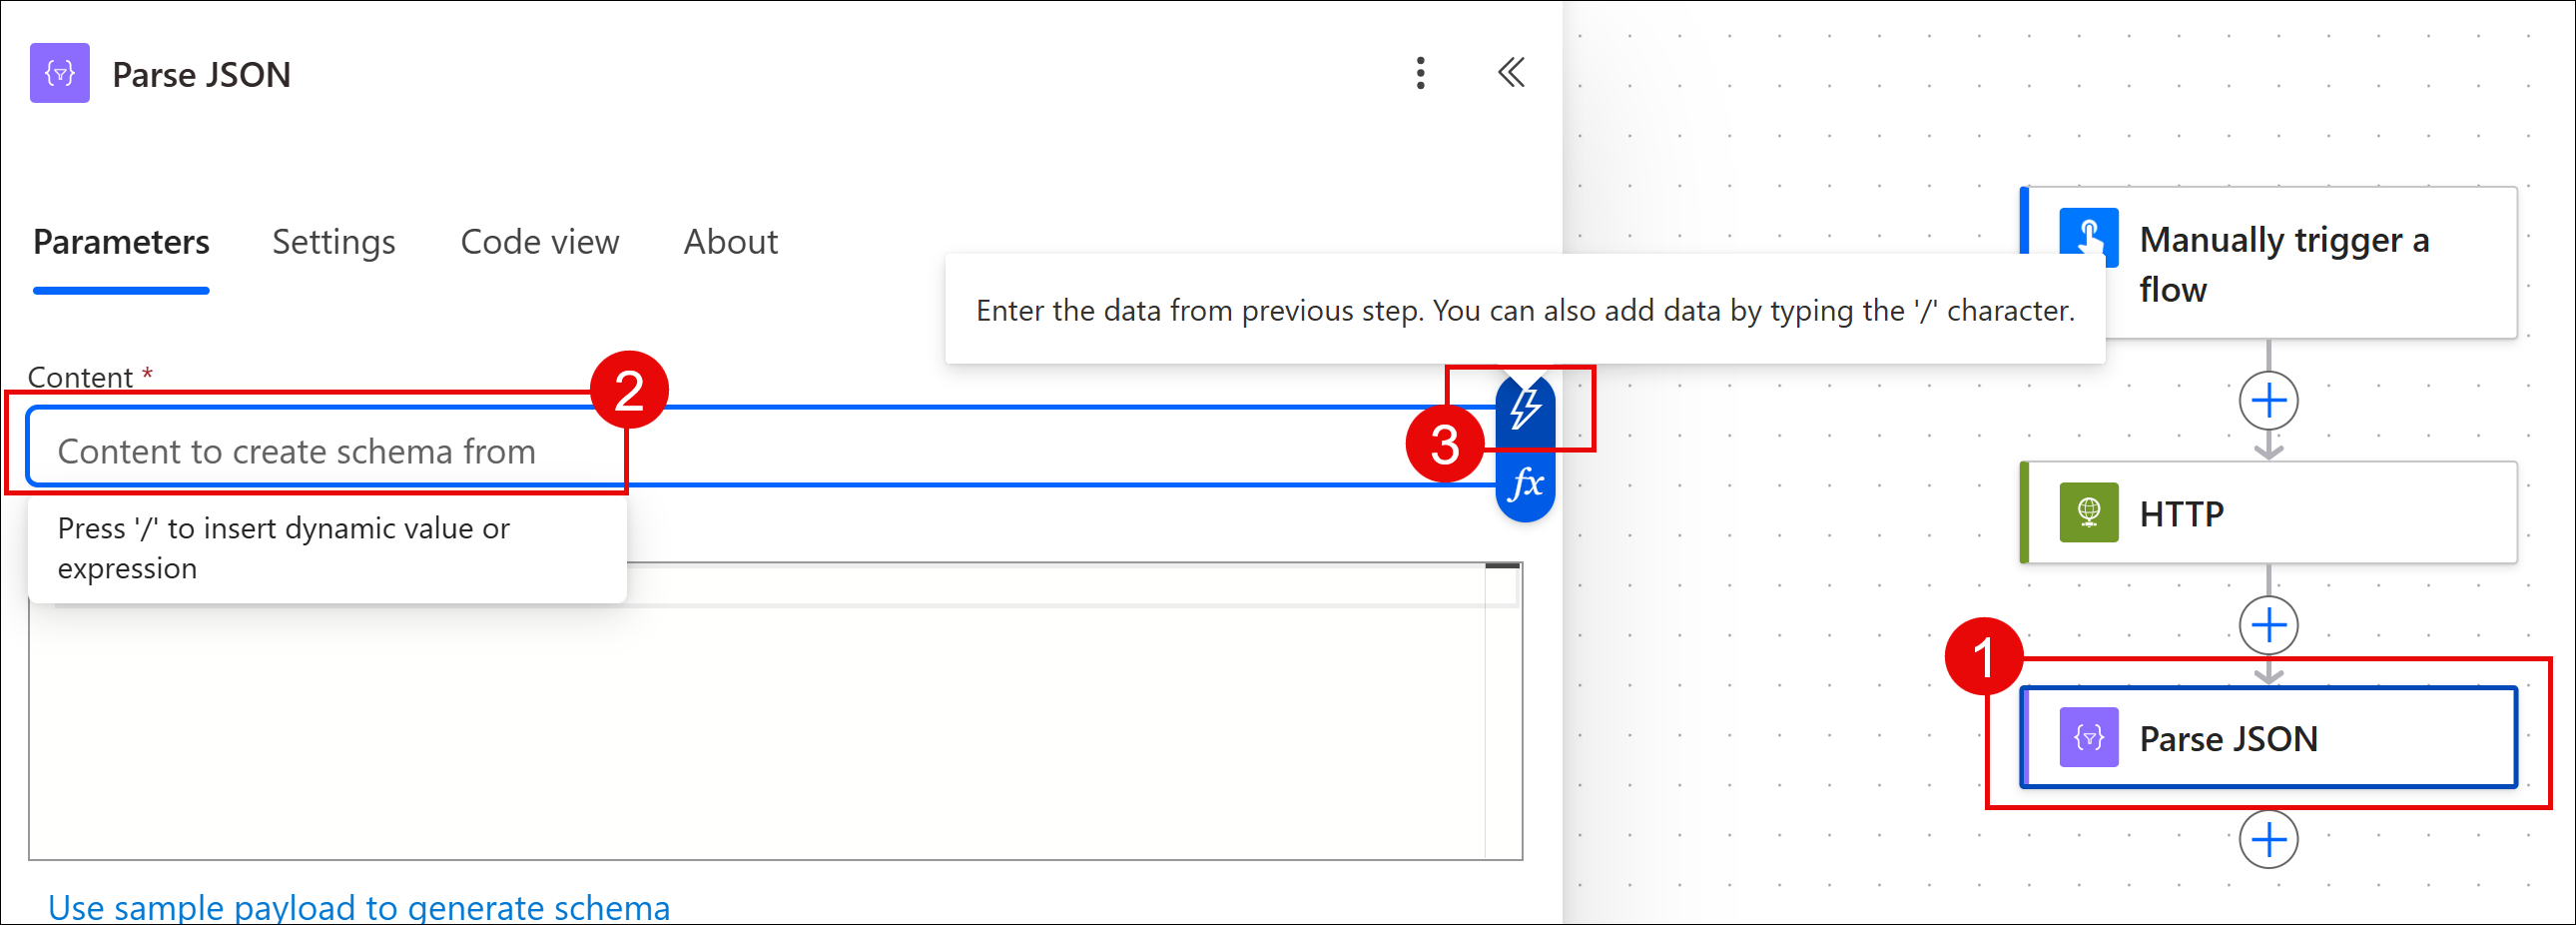 Parse JSON
Parameters
Settings
Code view
About
Enter the data from previous step. You can also add data by typing the '/' character.
Content *
2
Content to create schema from
3
fx
Press '/' to insert dynamic value or
expression
Use sample payload to generate schema
Manually trigger a
flow
HTTP
1
Parse JSON